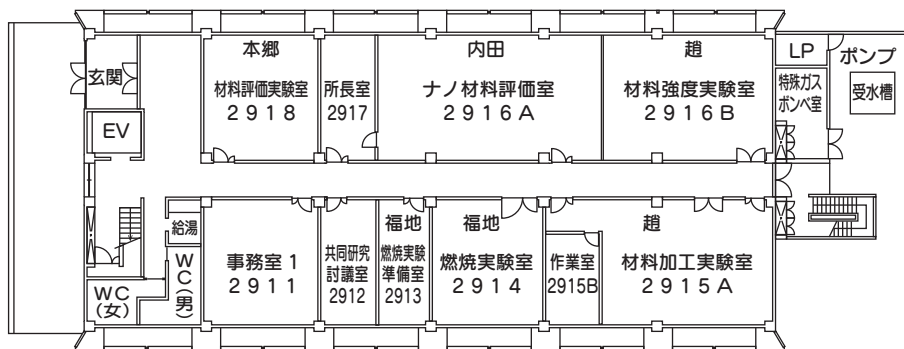 玄関
EV
本郷
材料評価実験室
2918
所長室
2917
内田
ナノ材料評価室
2916A
趙
材料強度実験室
2916B
LP
特殊ガス
ボンベ室
ポンプ
受水槽
給湯
WC(男)
WC
(女)
事務室1
2911
共同研究
討議室
2912
福地
燃焼実験
準備室
2913
福地
燃焼実験室
2914
作業室
2915B
趙
材料加工実験室
2915A